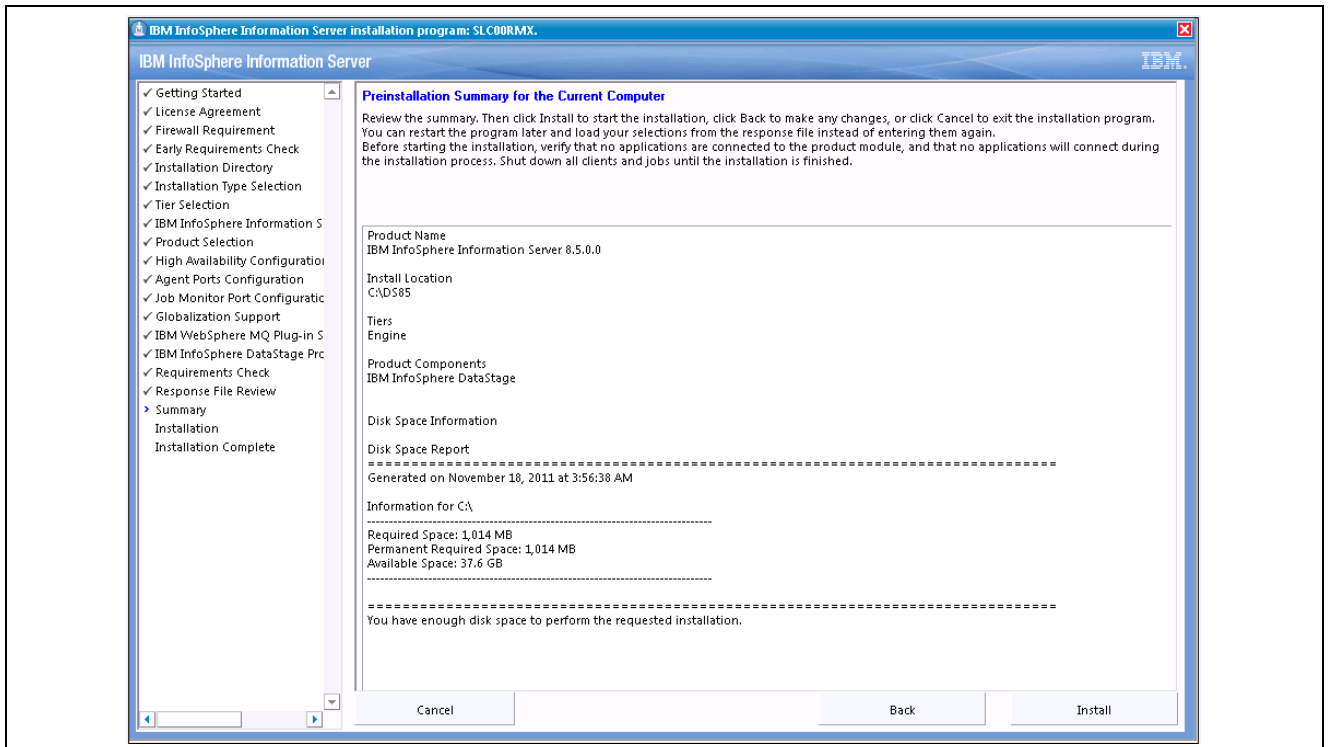 IBM InfoSphere Information Server installation program: SLC00RMX.
IBM InfoSphere Information Server
IBM.
✓ Getting Started
✓ License Agreement
✓ Firewall Requirement
✓ Early Requirements Check
✓ Installation Directory
✓ Installation Type Selection
✓ Tier Selection
✓ IBM InfoSphere Information S
✓ Product Selection
✓ High Availability Configuration
✓ Agent Ports Configuration
✓ Job Monitor Port Configuratic
✓ Globalization Support
✓ IBM WebSphere MQ Plug-in S
✓ IBM InfoSphere DataStage Prc
✓ Requirements Check
✓ Response File Review
> Summary
Installation
Installation Complete
Preinstallation Summary for the Current Computer
Review the summary. Then click Install to start the installation, click Back to make any changes, or click Cancel to exit the installation program.
You can restart the program later and load your selections from the response file instead of entering them again.
Before starting the installation, verify that no applications are connected to the product module, and that no applications will connect during
the installation process. Shut down all clients and jobs until the installation is finished.
Product Name
IBM InfoSphere Information Server 8.5.0.0
Install Location
C:\DS85
Tiers
Engine
Product Components
IBM InfoSphere DataStage
Disk Space Information
Disk Space Report
===============================================================================
Generated on November 18, 2011 at 3:56:38 AM
Information for C:\
-------------------------------------------------------------------------------
Required Space: 1,014 MB
Permanent Required Space: 1,014 MB
Available Space: 37.6 GB
-------------------------------------------------------------------------------
===============================================================================
You have enough disk space to perform the requested installation.
Cancel
Back
Install